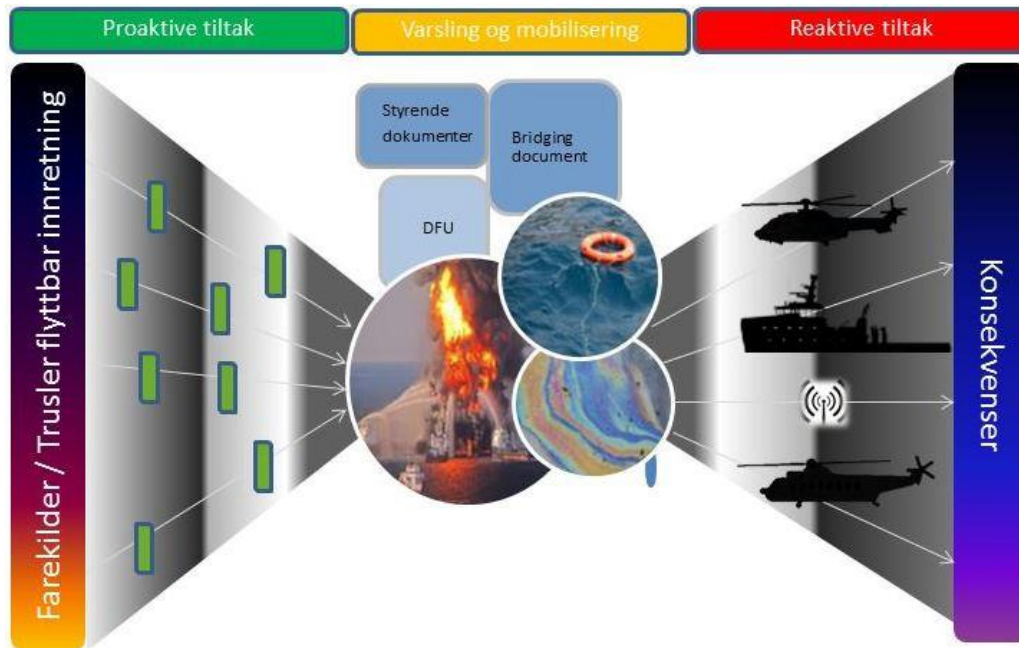 Proaktive tiltak
Varsling og mobilisering
Reaktive tiltak
Farekilder / Trusler flyttbar innretning
Styrende
dokumenter
Bridging
document
DFU
Konsekvenser